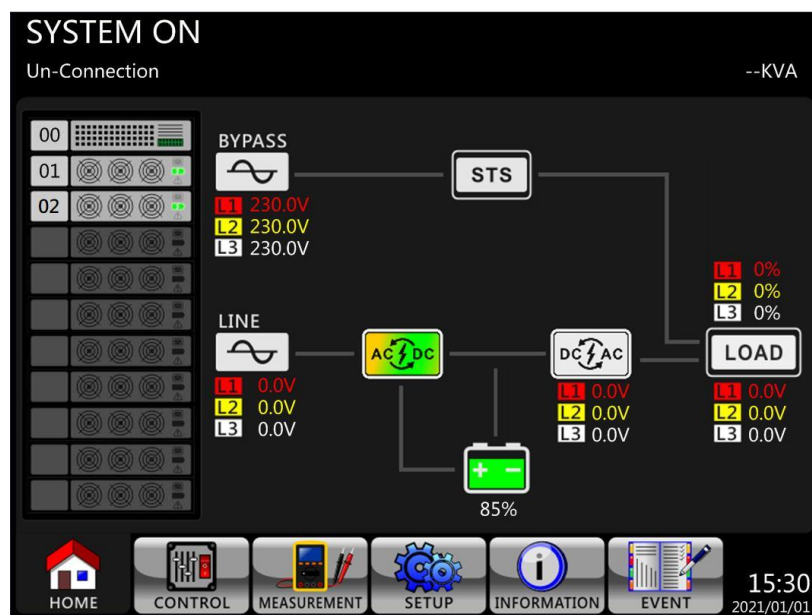 SYSTEM ON
Un-Connection --KVA
00
01
02
BYPASS
L1 230.0V
L2 230.0V
L3 230.0V
STS
L1 0%
L2 0%
L3 0%
LINE
L1 0.0V
L2 0.0V
L3 0.0V
AC DC
DC AC
L1 0.0V
L2 0.0V
L3 0.0V
LOAD
L1 0.0V
L2 0.0V
L3 0.0V
+ -
85%
HOME CONTROL MEASUREMENT SETUP INFORMATION EVENT
15:30
2021/01/01